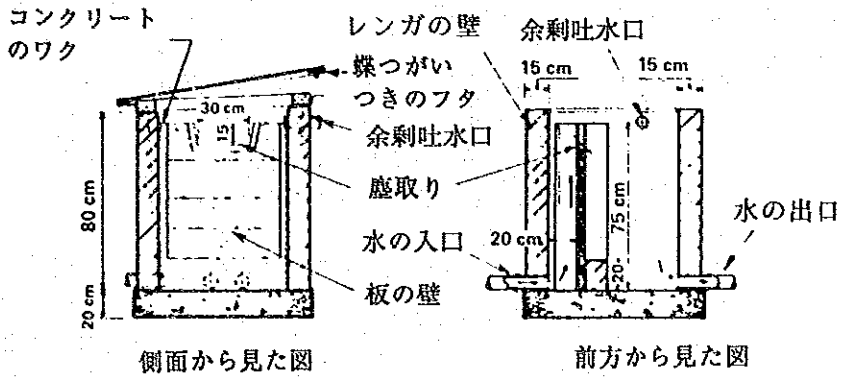 コンクリート
のワク
レンガの壁
余剰吐水口
蝶つがい
つきのフタ
15 cm
15 cm
30 cm
15
余剰吐水口
塵取り
80 cm
75 cm
水の出口
20 cm
水の入口
20
板の壁
20 cm
側面から見た図
前方から見た図